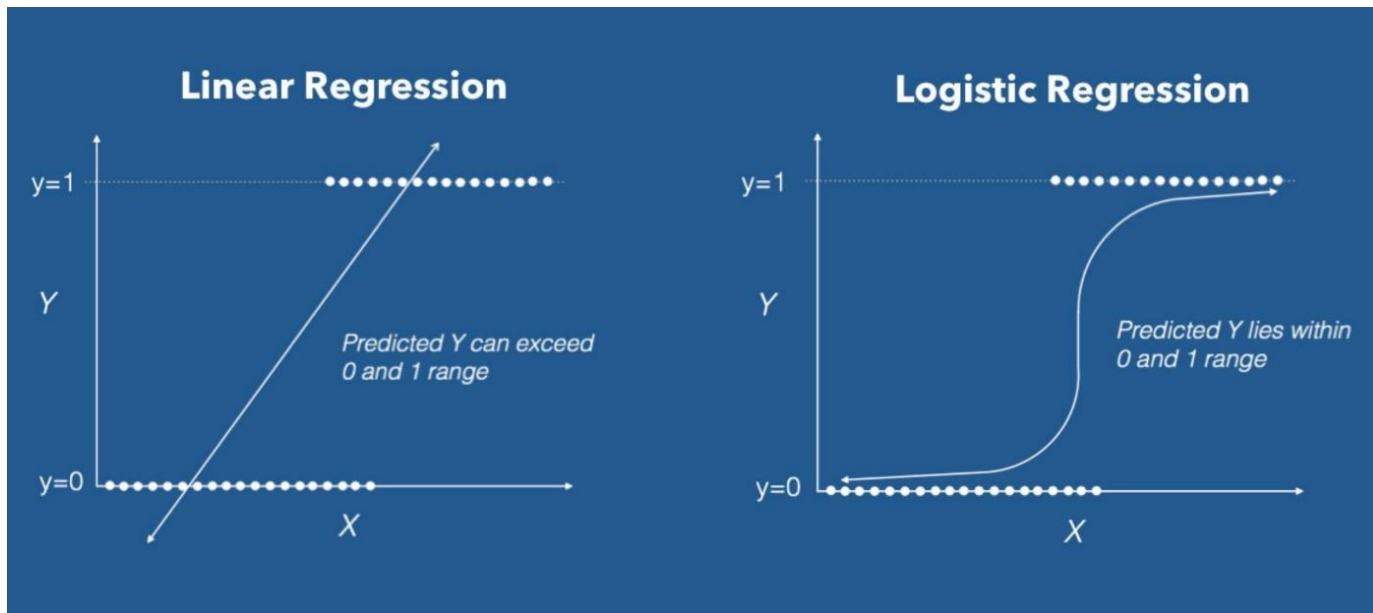 Linear Regression
y=1
Y
Predicted Y can exceed
0 and 1 range
y=0
X
Logistic Regression
y=1
Y
Predicted Y lies within
0 and 1 range
y=0
X